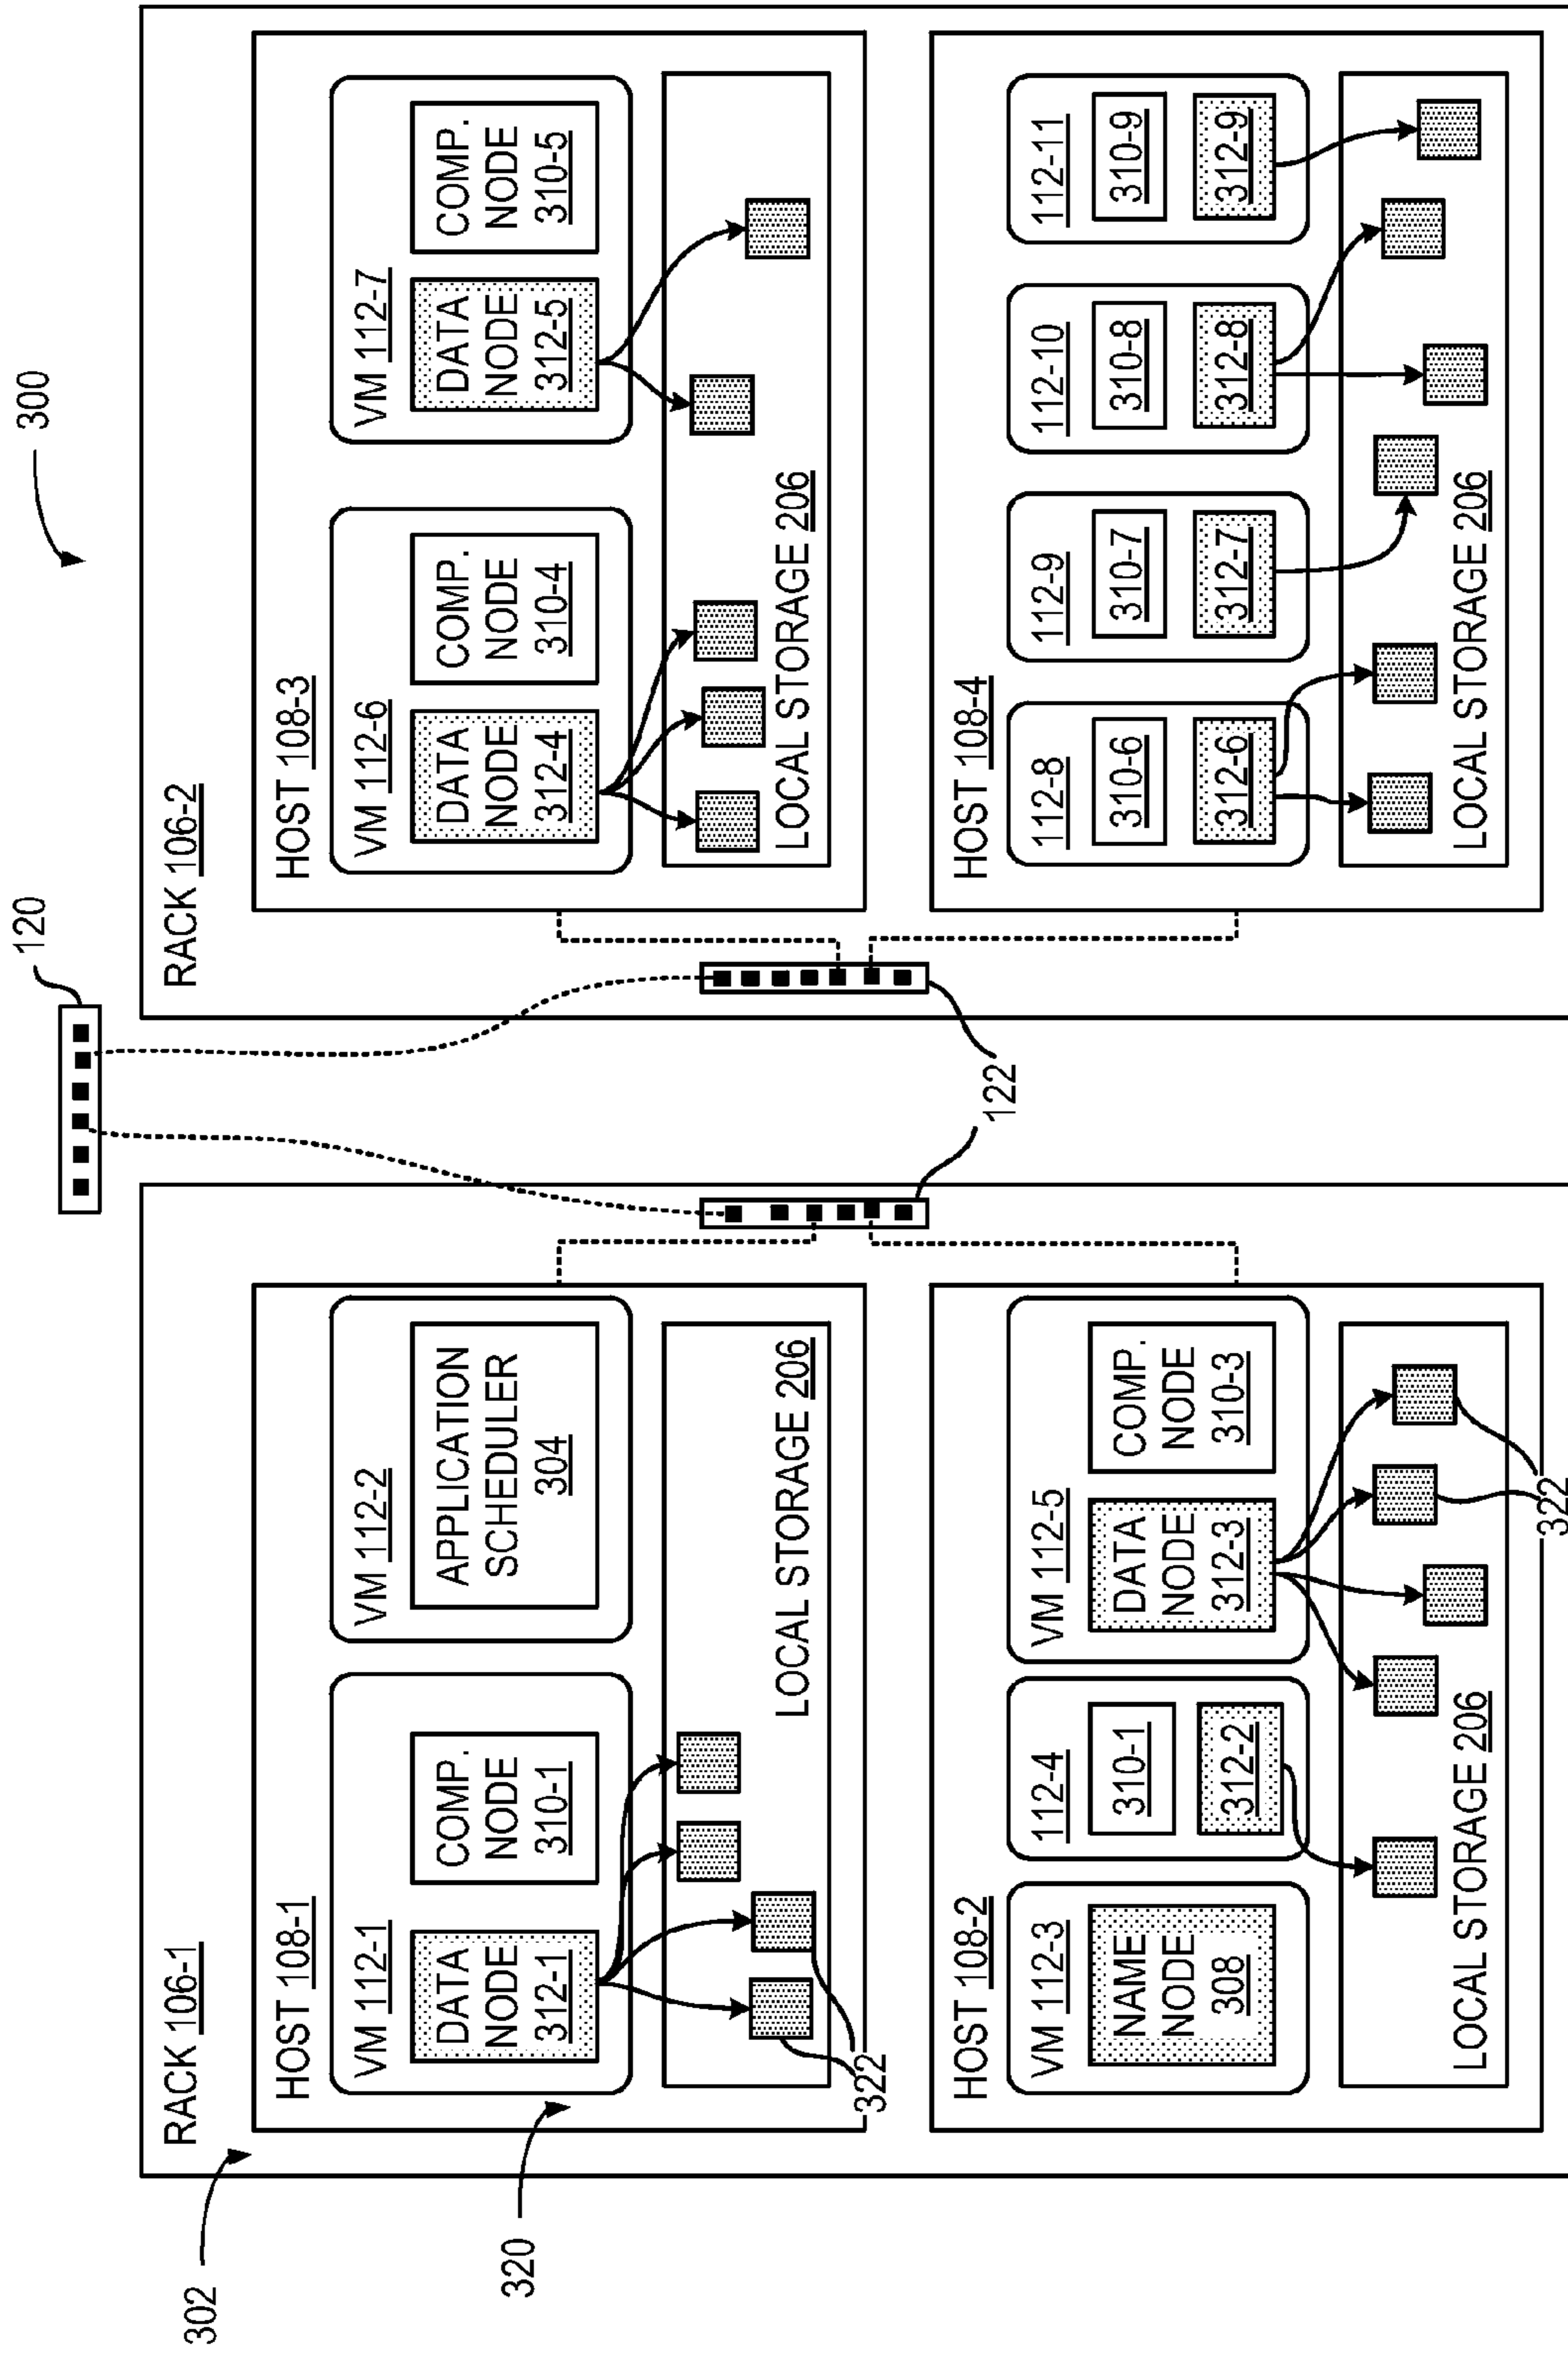 300
120
302
RACK 106-1
HOST 108-1
320
VM 112-1
DATA
NODE
312-1
COMP.
NODE
310-1
VM 112-2
APPLICATION
SCHEDULER
304
LOCAL STORAGE 206
322
HOST 108-2
VM 112-3
NAME
NODE
308
112-4
310-1
312-2
VM 112-5
DATA
NODE
312-3
COMP.
NODE
310-3
LOCAL STORAGE 206
322
122
RACK 106-2
HOST 108-3
VM 112-6
DATA
NODE
312-4
COMP.
NODE
310-4
VM 112-7
DATA
NODE
312-5
COMP.
NODE
310-5
LOCAL STORAGE 206
HOST 108-4
112-8
310-6
312-6
112-9
310-7
312-7
112-10
310-8
312-8
112-11
310-9
312-9
LOCAL STORAGE 206